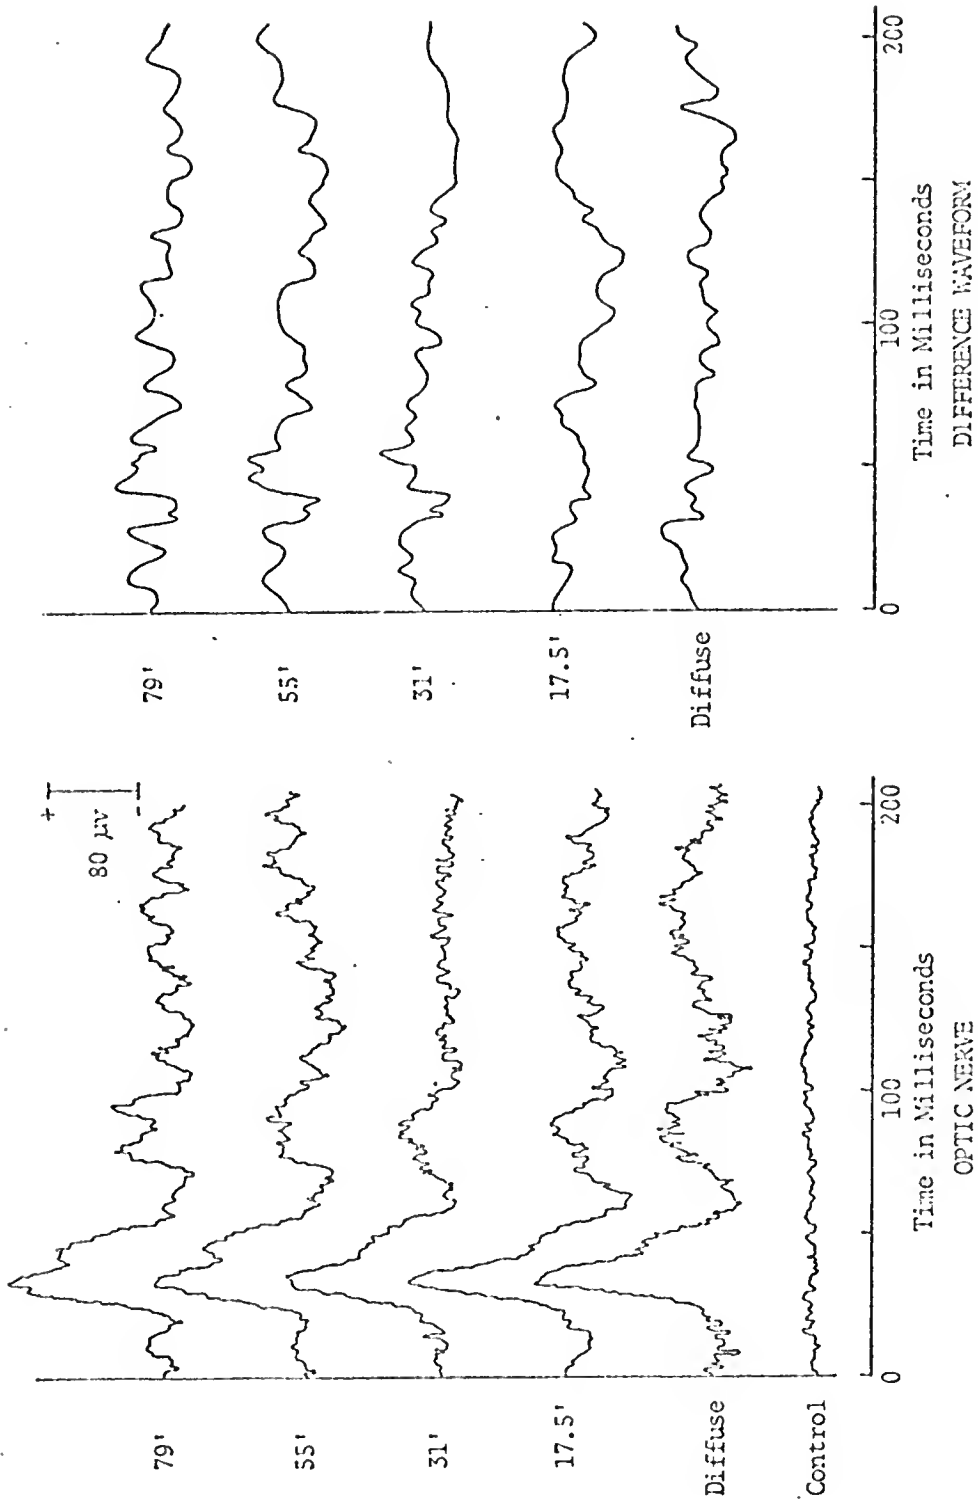 80 µv
+
-
79'
55'
31'
17.5'
Diffuse
Control
0
100
200
Time in Milliseconds
OPTIC NERVE
79'
55'
31'
17.5'
Diffuse
0
100
200
Time in Milliseconds
DIFFERENCE WAVEFORM